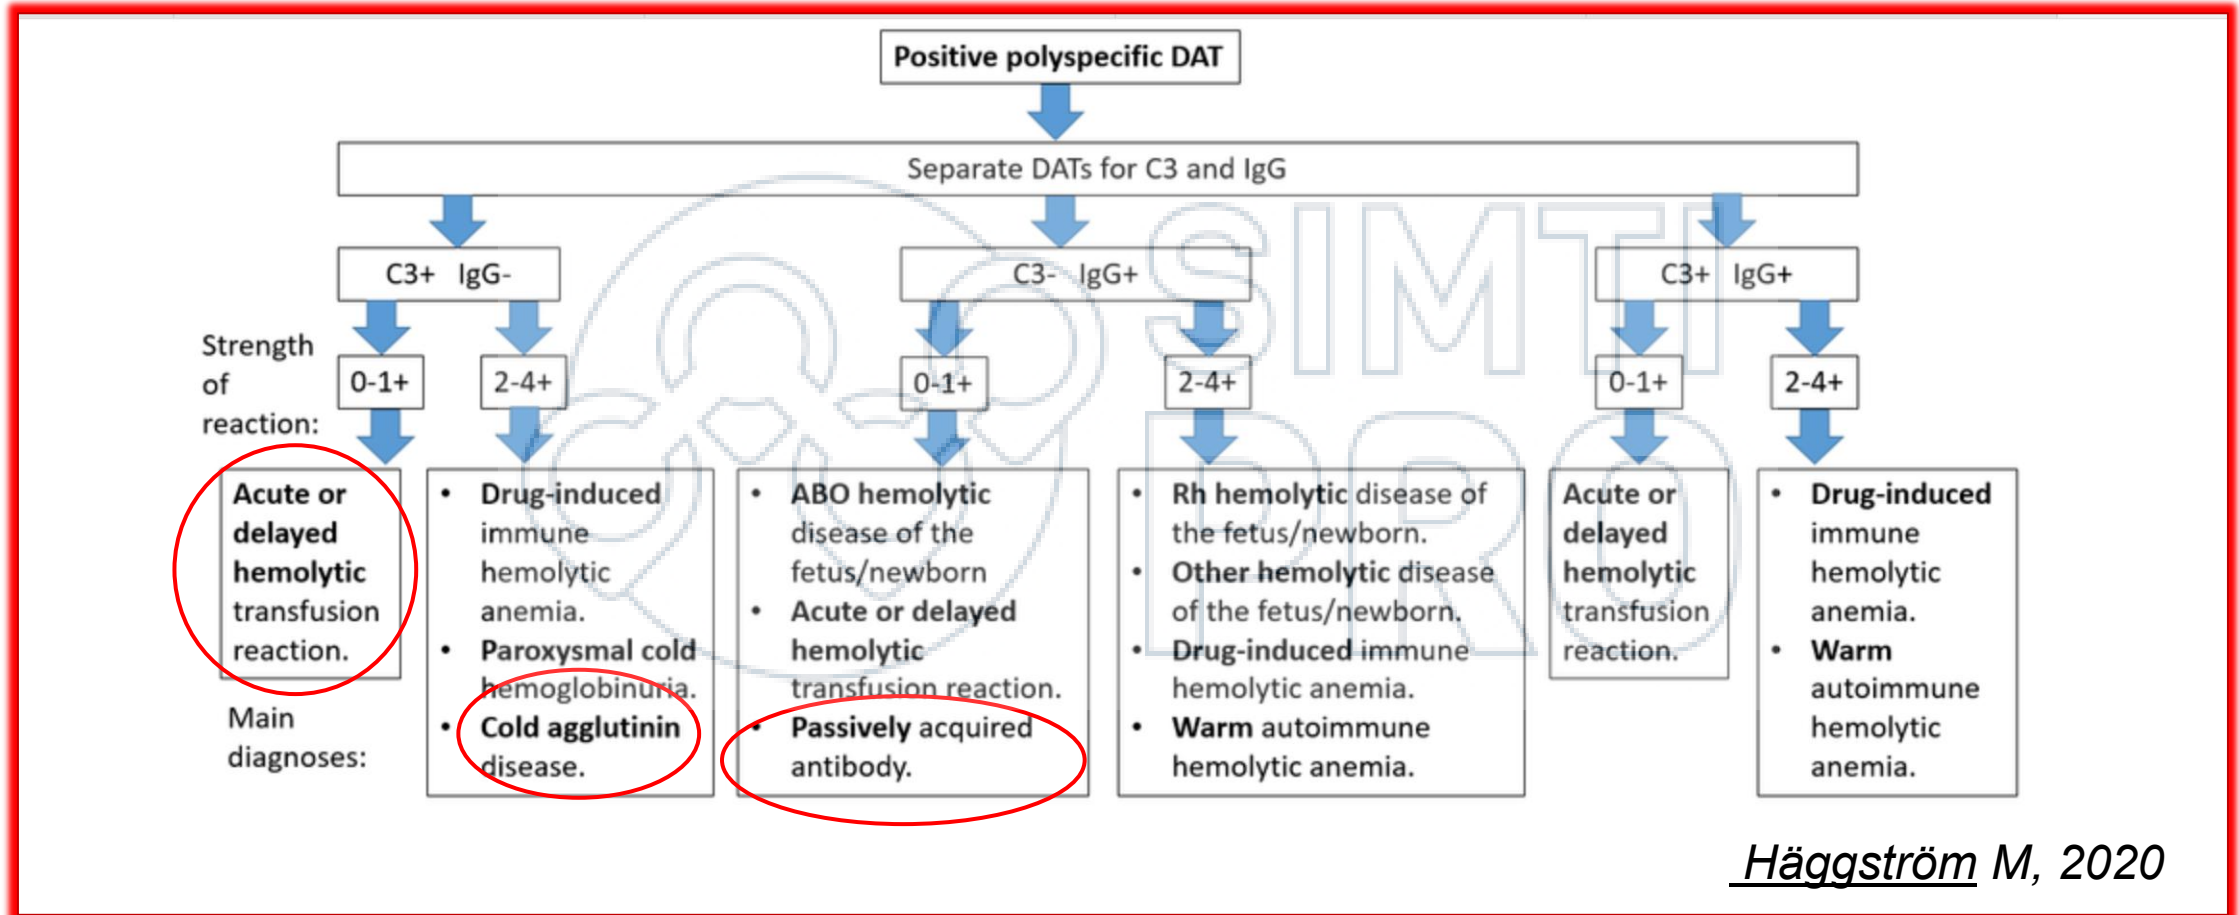 Positive polyspecific DAT
Separate DATs for C3 and IgG
C3+ IgG-
C3- IgG+
C3+ IgG+
Strength
of
reaction:
0-1+
2-4+
0-1+
2-4+
0-1+
2-4+
Main
diagnoses:
Acute or
delayed
hemolytic
transfusion
reaction.
• Drug-induced
immune
hemolytic
anemia.
• Paroxysmal cold
hemoglobinuria.
• Cold agglutinin
disease.
• ABO hemolytic
disease of the
fetus/newborn
• Acute or delayed
hemolytic
transfusion reaction.
• Passively acquired
antibody.
• Rh hemolytic disease of
the fetus/newborn.
• Other hemolytic disease
of the fetus/newborn.
• Drug-induced immune
hemolytic anemia.
• Warm autoimmune
hemolytic anemia.
Acute or
delayed
hemolytic
transfusion
reaction.
• Drug-induced
immune
hemolytic
anemia.
• Warm
autoimmune
hemolytic
anemia.
SIMTI
PRO
Häggström M, 2020